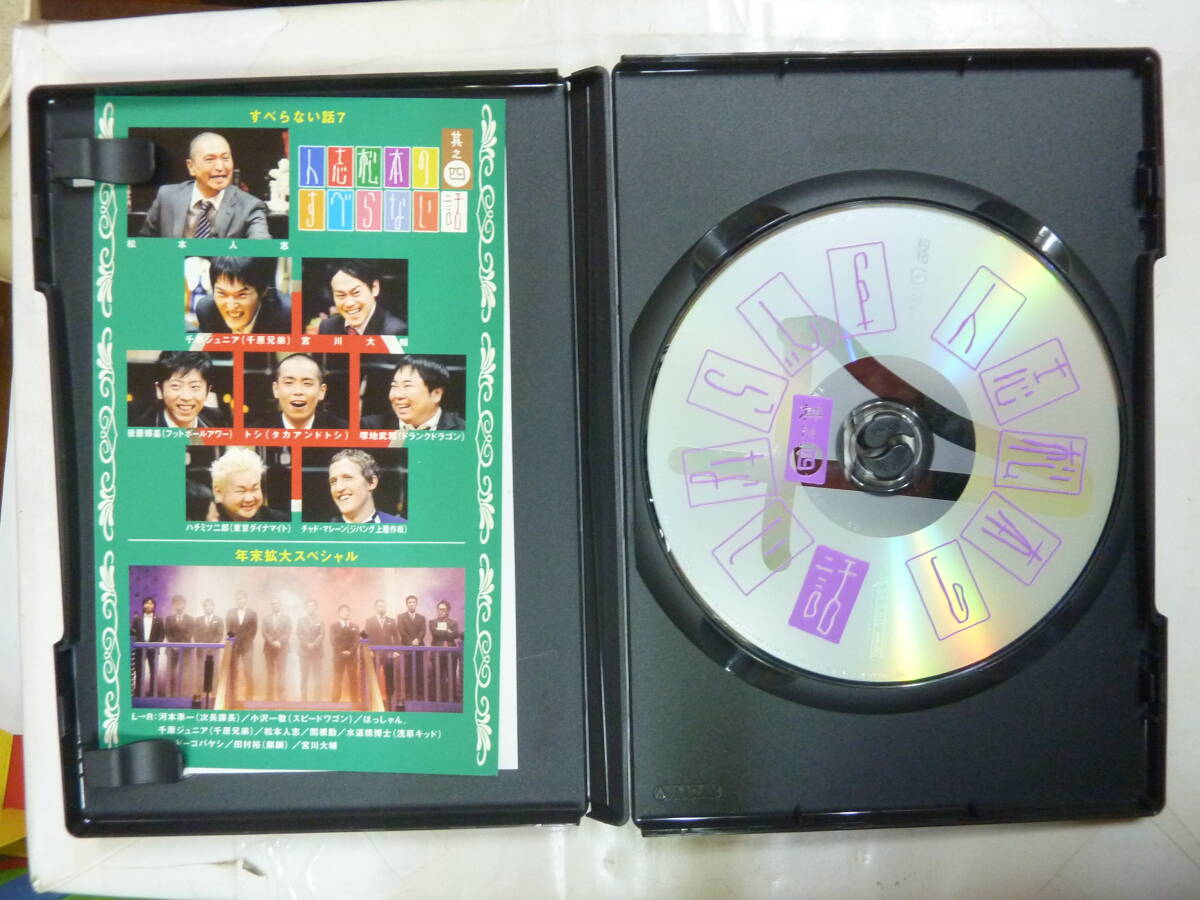 すべらない話7
人志松本の
すべらない話
其之四
松本人志
千原ジュニア(千原兄弟)
宮川大輔
後藤輝基(フットボールアワー)
トシ(タカアンドトシ)
塚地武雅(ドランクドラゴン)
ハチミツ二郎(東京ダイナマイト)
チャド・マレーン(ジパング上陸作戦)
年末拡大スペシャル
L→R:河本準一(次長課長)/小沢一敬(スピードワゴン)/ほっしゃん。
千原ジュニア(千原兄弟)/松本人志/関根勤/水道橋博士(浅草キッド)
ドーコバヤシ/田村裕(麒麟)/宮川大輔
人志松本のすべらない話
其之四